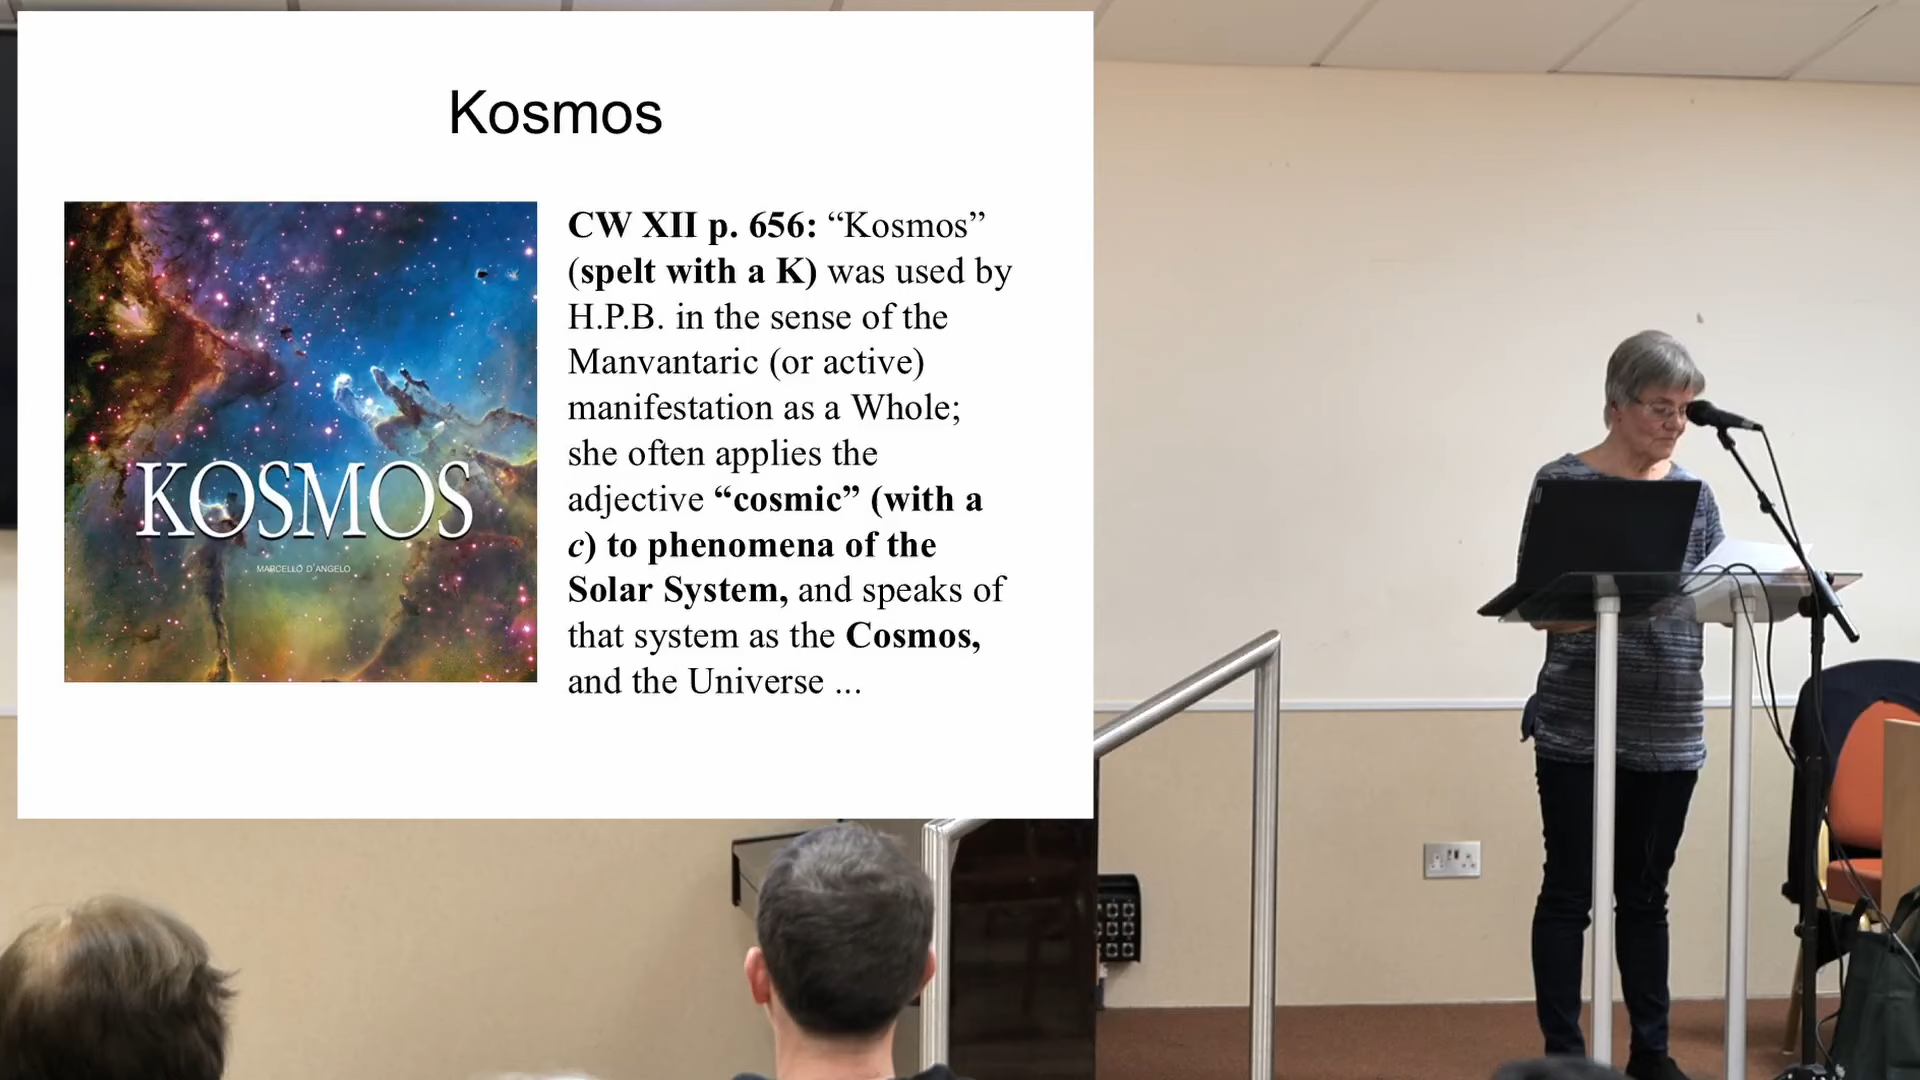 Kosmos
KOSMOS
MARCELLO D'ANGELO
CW XII p. 656: “Kosmos”
(spelt with a K) was used by
H.P.B. in the sense of the
Manvantaric (or active)
manifestation as a Whole;
she often applies the
adjective “cosmic” (with a
c) to phenomena of the
Solar System, and speaks of
that system as the Cosmos,
and the Universe ...